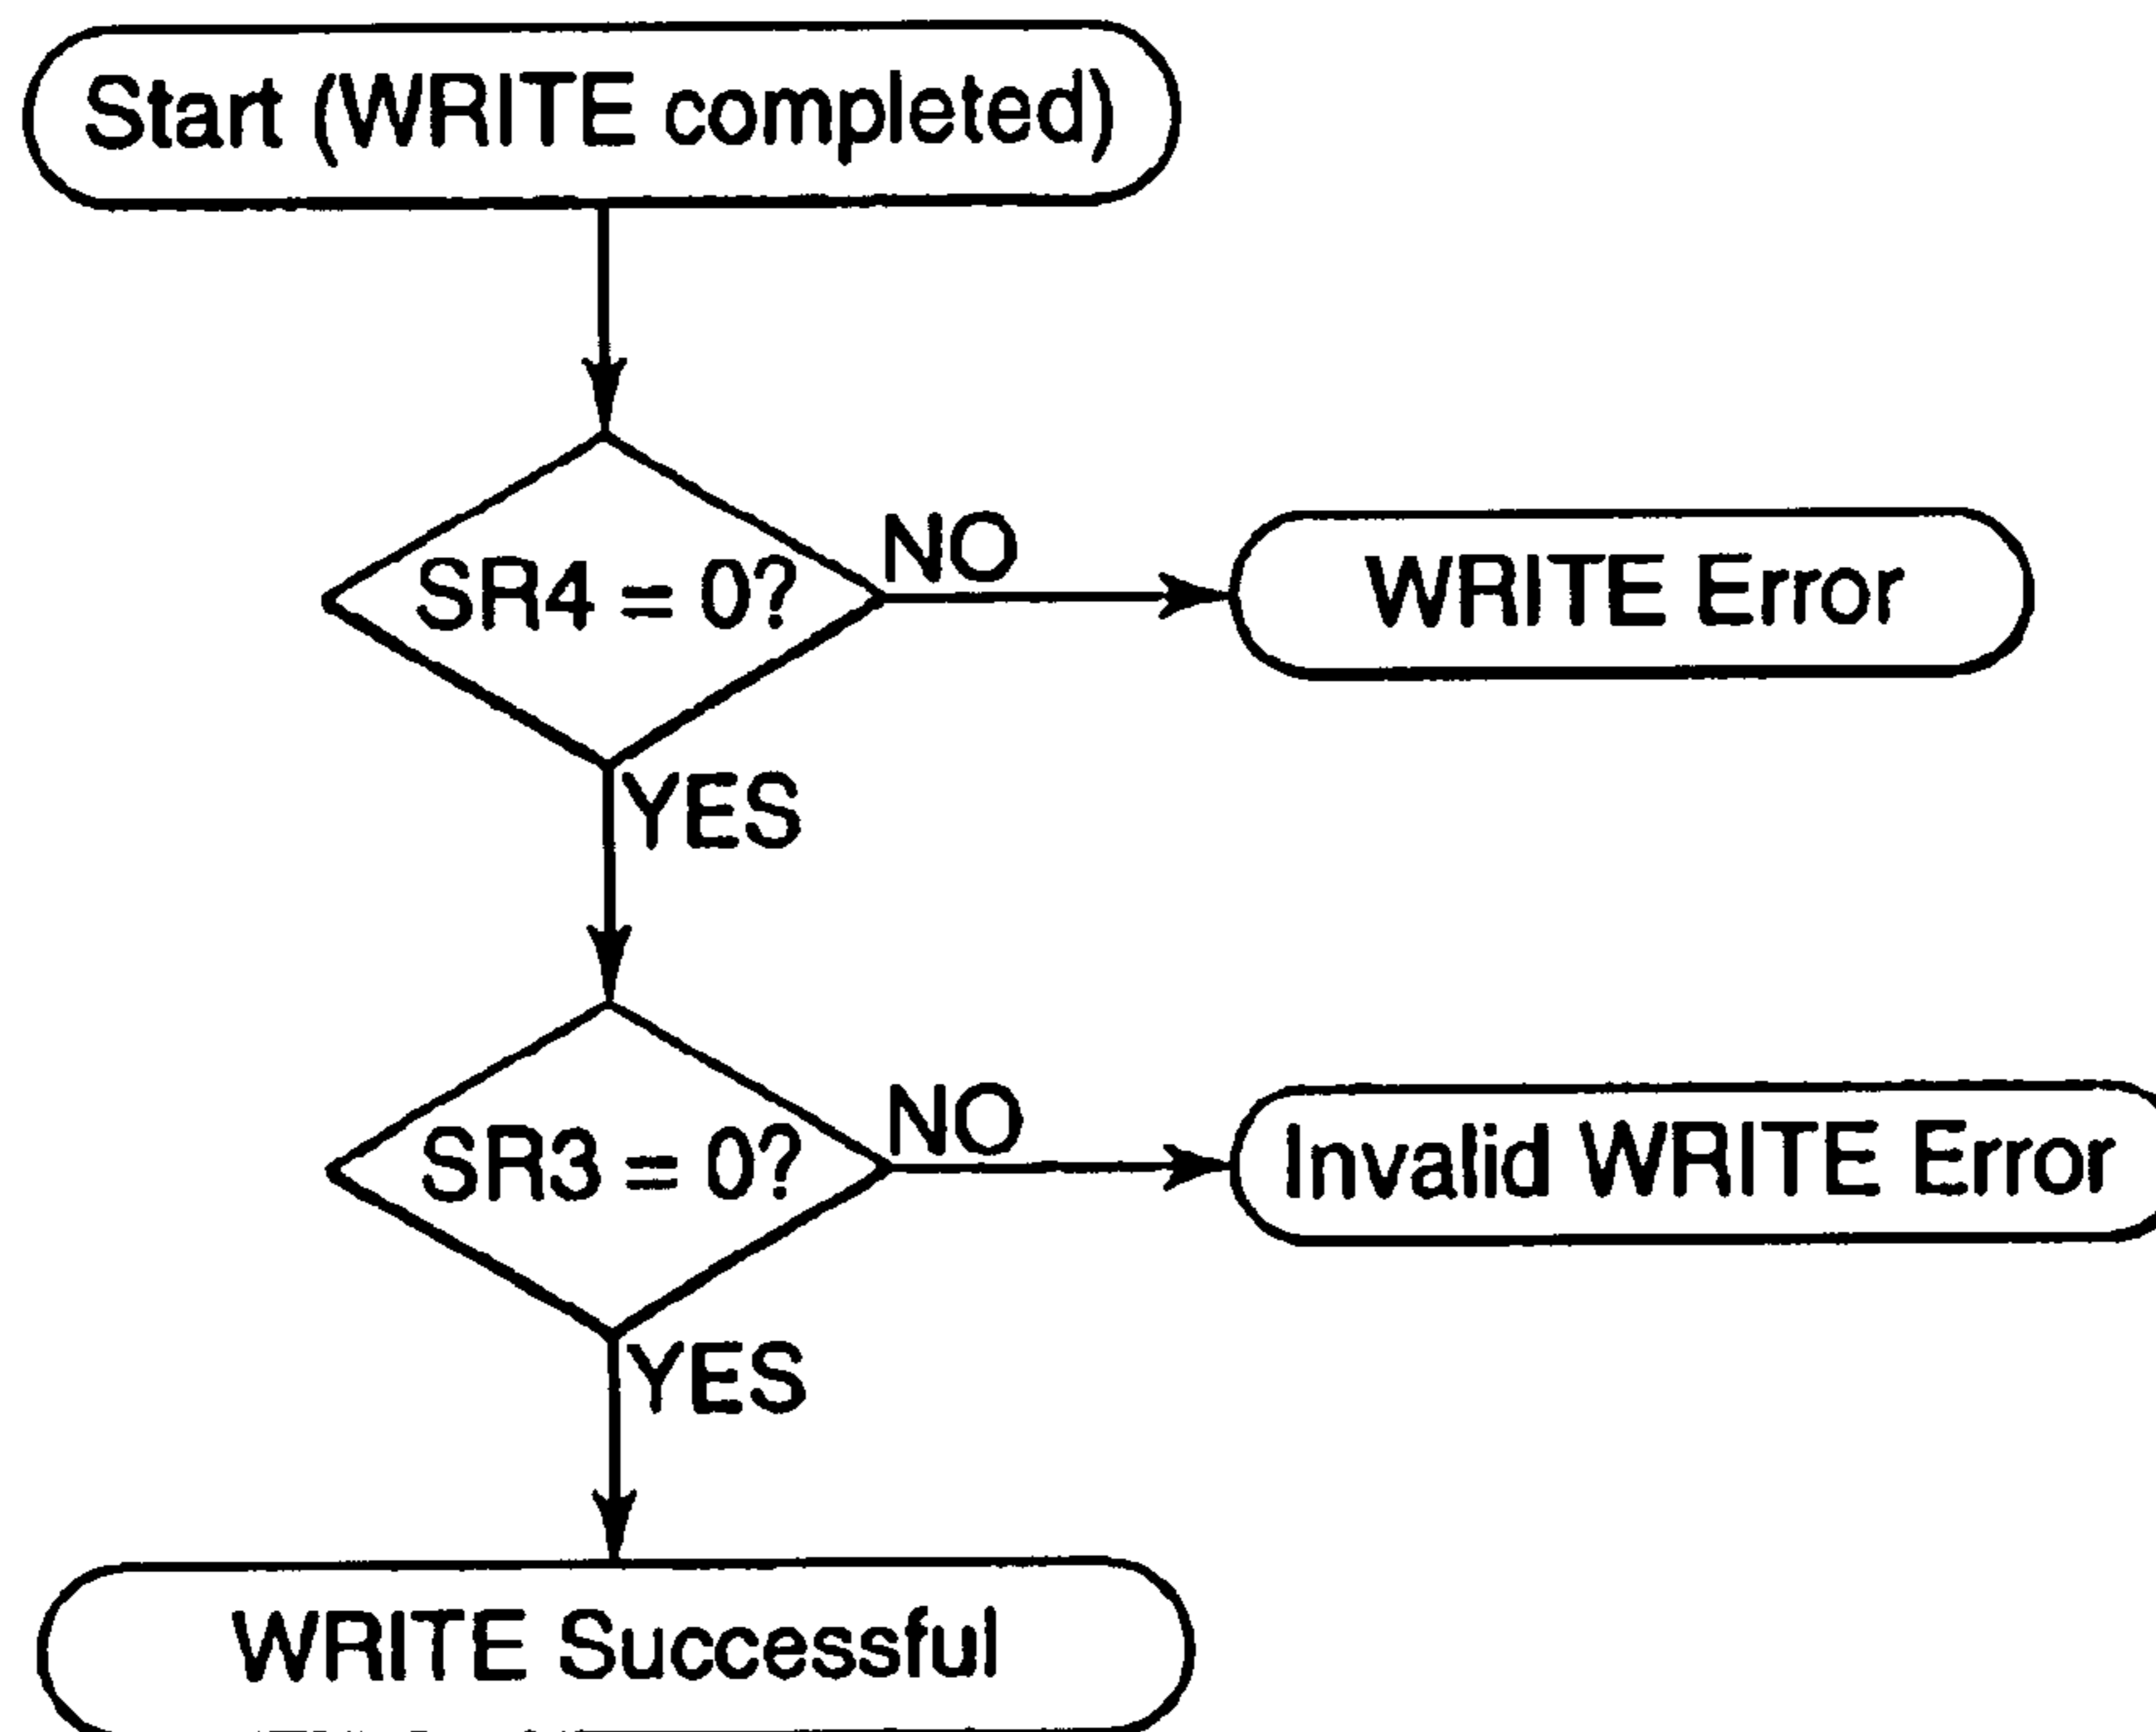 Start (WRITE completed)
SR4 = 0?
NO
WRITE Error
YES
SR3 = 0?
NO
Invalid WRITE Error
YES
WRITE Successful